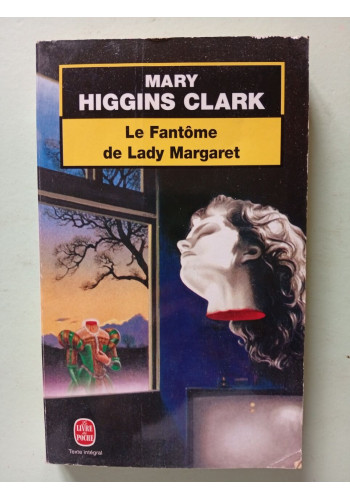 MARY
HIGGINS CLARK
Le Fantôme
de Lady Margaret
LE
LIVRE
DE
POCHE
Texte intégral